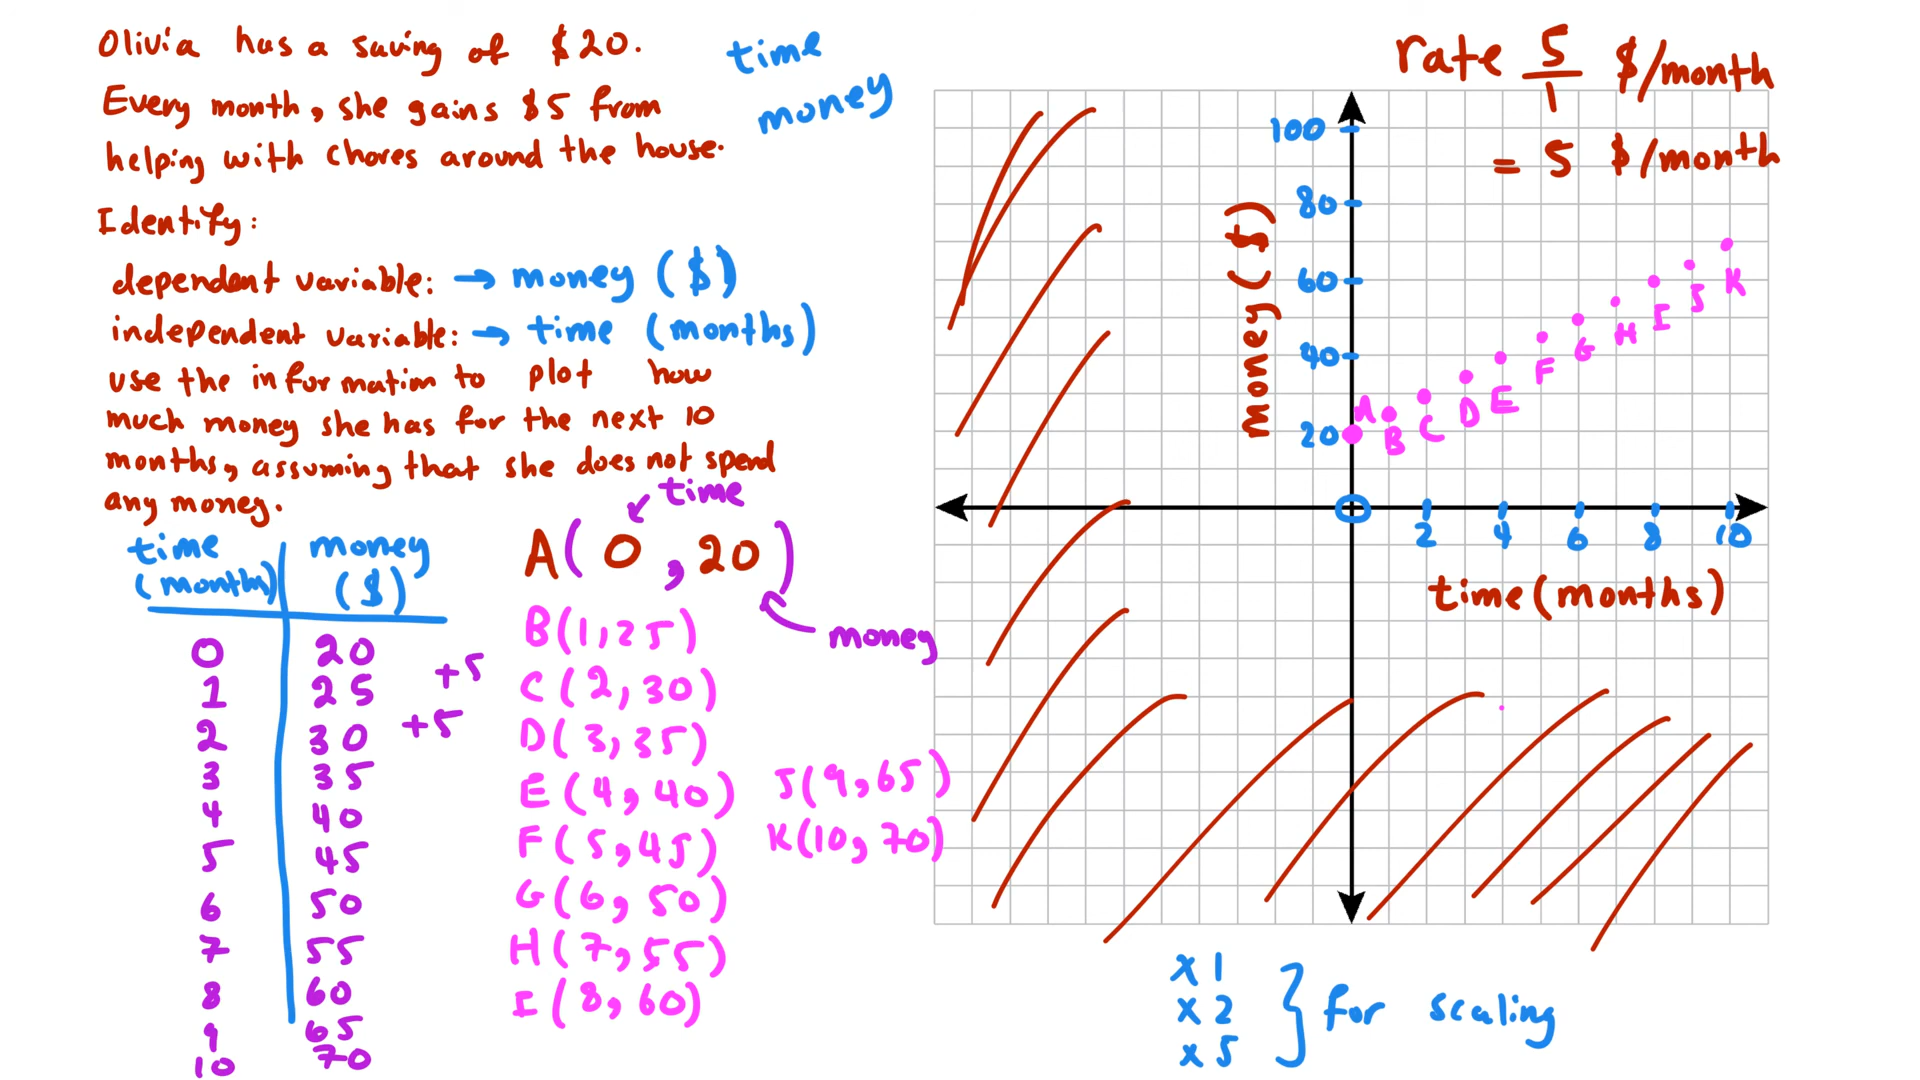 Olivia has a saving of $20.
Every month, she gains $5 from
helping with chores around the house.
time
money
Identify:
dependent variable: → money ($)
independent variable: → time (months)
use the informatim to plot how
much money she has for the next 10
months, assuming that she does not spend
any money.
time (months) money ($)
0 20
1 25
2 30
3 35
4 40
5 45
6 50
7 55
8 60
9 65
10 70
+5
+5
time
A(0,20)
money
B(1,25)
C(2,30)
D(3,35)
E(4,40)
F(5,45)
G(6,50)
H(7,55)
I(8,60)
J(9,65)
K(10,70)
rate 5/1 $/month
= 5 $/month
money ($)
100
80
60
40
20
0 2 4 6 8 10
time(months)
A B C D E F G H I J K
x 1
x 2
x 5
} for scaling